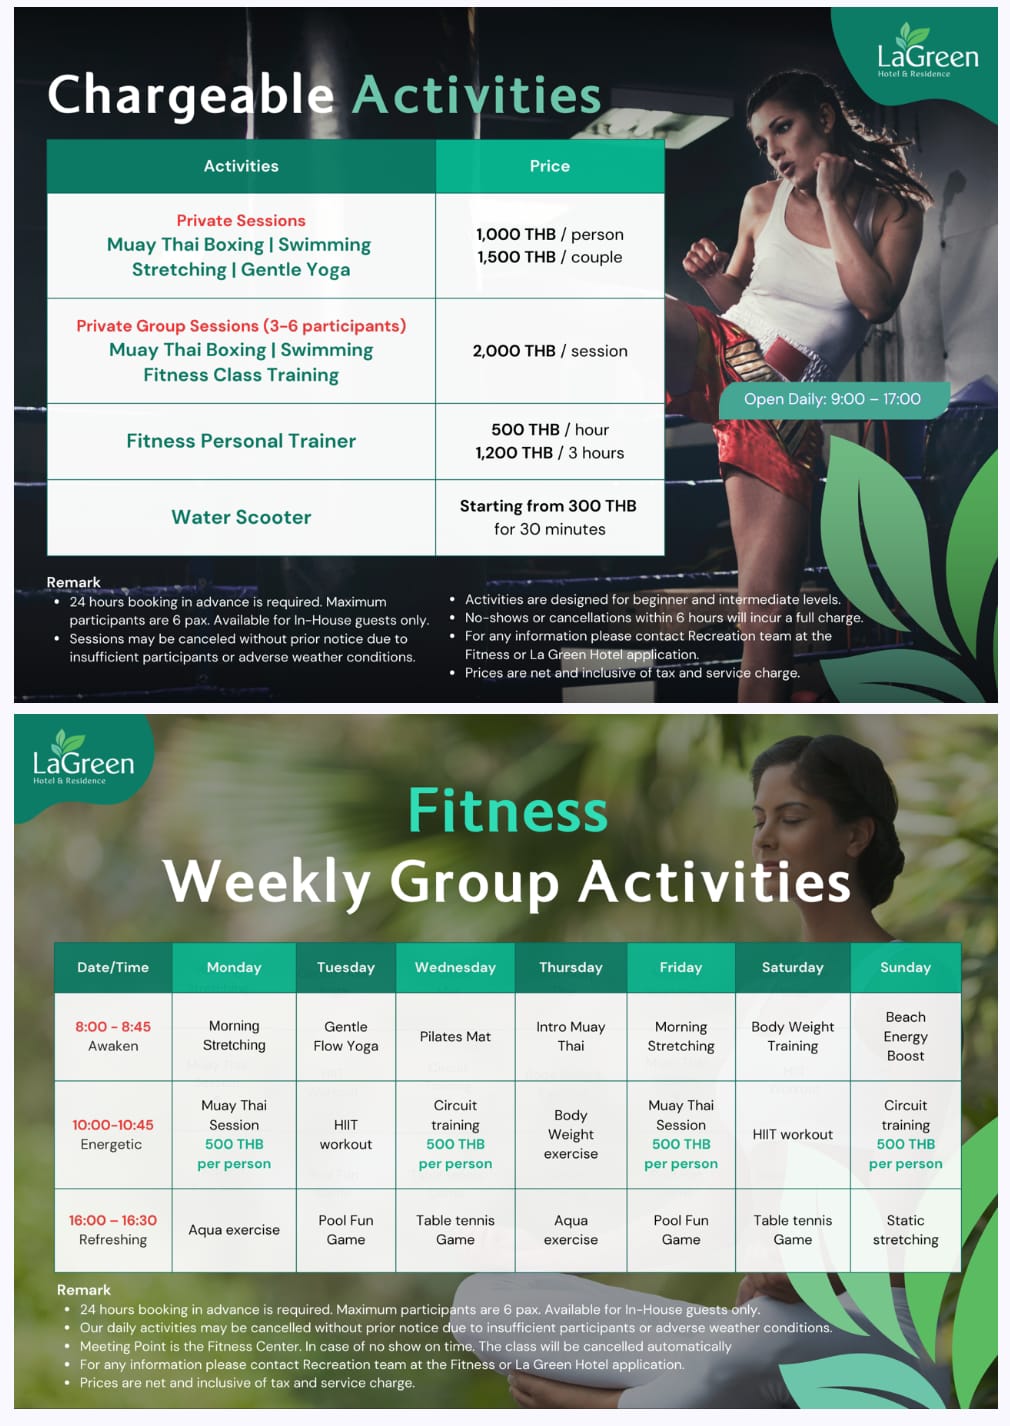 LaGreen
Hotel & Residence
Chargeable Activities
Activities
Price
Private Sessions
Muay Thai Boxing | Swimming
Stretching | Gentle Yoga
1,000 THB / person
1,500 THB / couple
Private Group Sessions (3-6 participants)
Muay Thai Boxing | Swimming
Fitness Class Training
2,000 THB / session
Fitness Personal Trainer
500 THB / hour
1,200 THB / 3 hours
Water Scooter
Starting from 300 THB
for 30 minutes
Open Daily: 9:00 – 17:00
Remark
• 24 hours booking in advance is required. Maximum
participants are 6 pax. Available for In-House guests only.
• Sessions may be canceled without prior notice due to
insufficient participants or adverse weather conditions.
• Activities are designed for beginner and intermediate levels.
• No-shows or cancellations within 6 hours will incur a full charge.
• For any information please contact Recreation team at the
Fitness or La Green Hotel application.
• Prices are net and inclusive of tax and service charge.
LaGreen
Hotel & Residence
Fitness
Weekly Group Activities
Date/Time
Monday
Tuesday
Wednesday
Thursday
Friday
Saturday
Sunday
8:00 - 8:45
Awaken
Morning
Stretching
Gentle
Flow Yoga
Pilates Mat
Intro Muay
Thai
Morning
Stretching
Body Weight
Training
Beach
Energy
Boost
10:00-10:45
Energetic
Muay Thai
Session
500 THB
per person
HIIT
workout
Circuit
training
500 THB
per person
Body
Weight
exercise
Muay Thai
Session
500 THB
per person
HIIT workout
Circuit
training
500 THB
per person
16:00 – 16:30
Refreshing
Aqua exercise
Pool Fun
Game
Table tennis
Game
Aqua
exercise
Pool Fun
Game
Table tennis
Game
Static
stretching
Remark
• 24 hours booking in advance is required. Maximum participants are 6 pax. Available for In-House guests only.
• Our daily activities may be cancelled without prior notice due to insufficient participants or adverse weather conditions.
• Meeting Point is the Fitness Center. In case of no show on time. The class will be cancelled automatically
• For any information please contact Recreation team at the Fitness or La Green Hotel application.
• Prices are net and inclusive of tax and service charge.